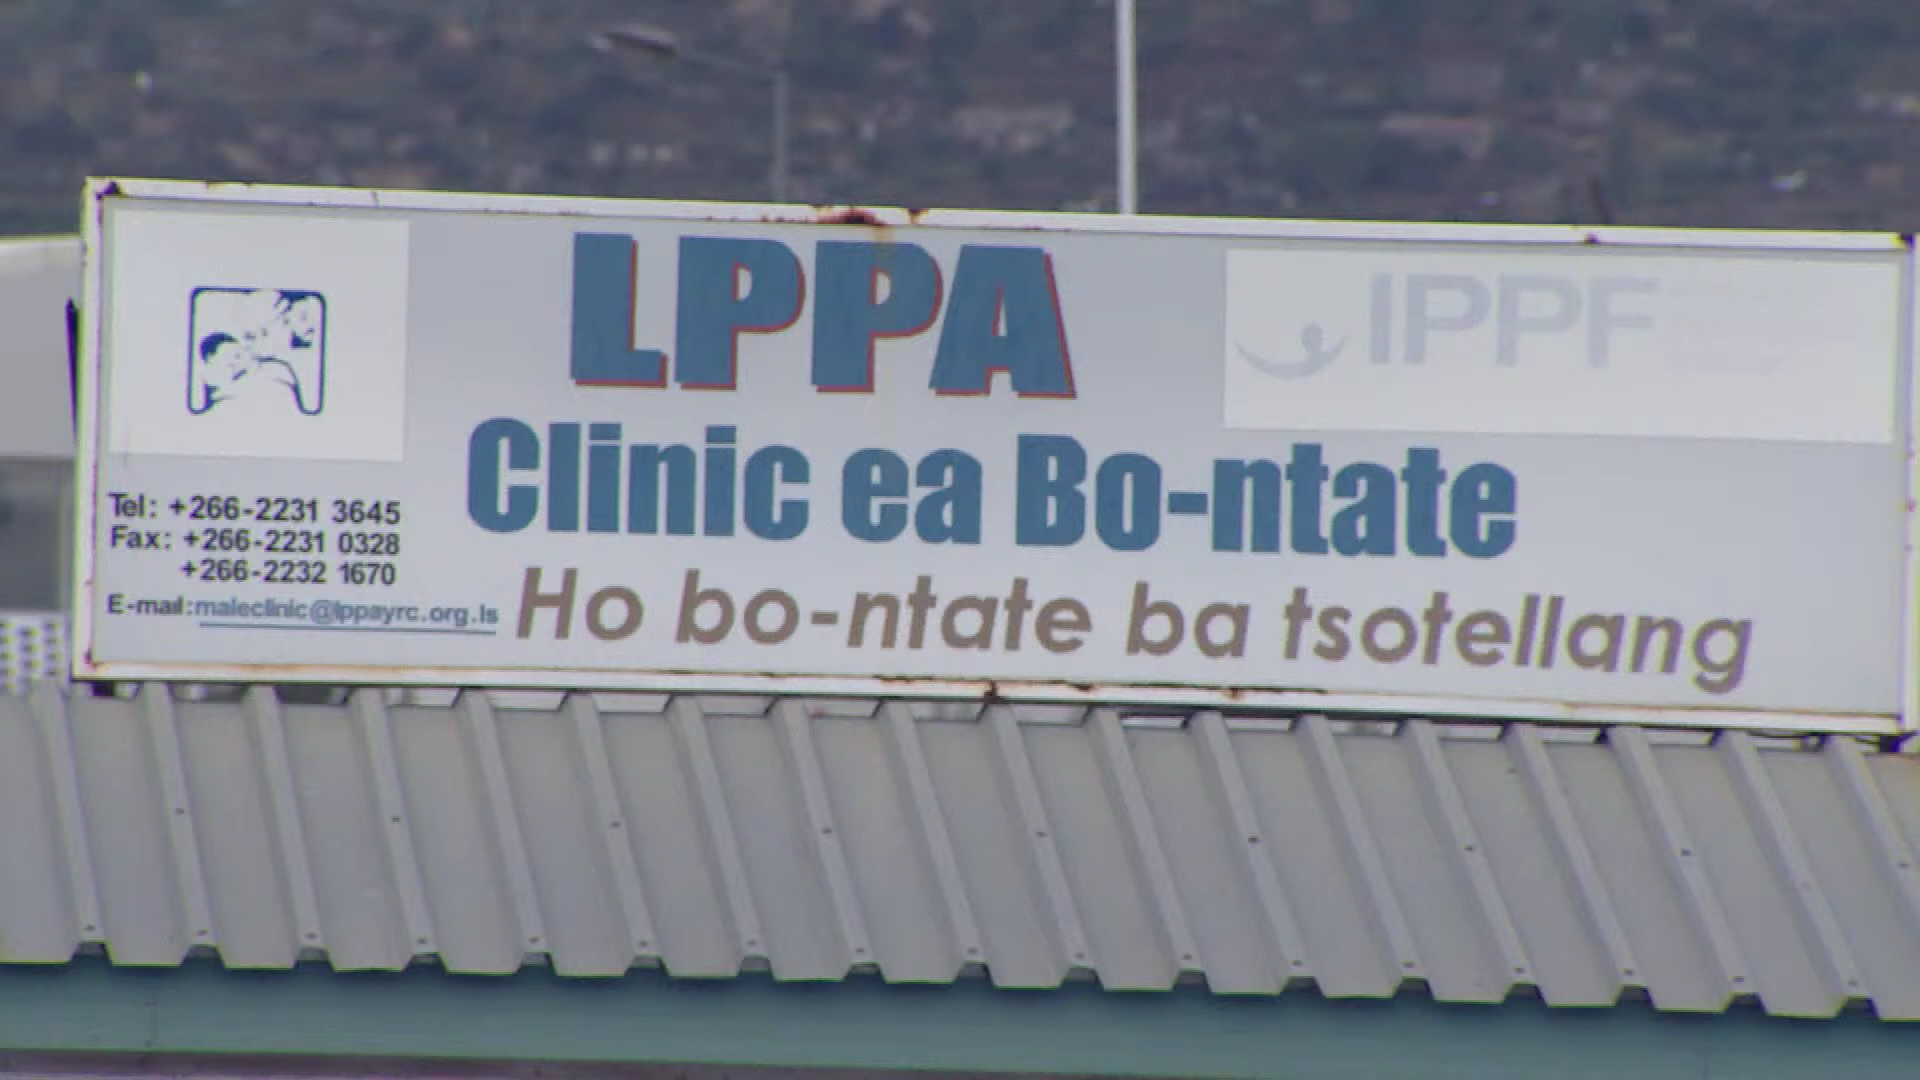 LPPA
IPPF
Clinic ea Bo-ntate
Ho bo-ntate ba tsotellang
Tel: +266-2231 3645
Fax: +266-2231 0328
+266-2232 1670
E-mail:maleclinic@lppayrc.org.ls